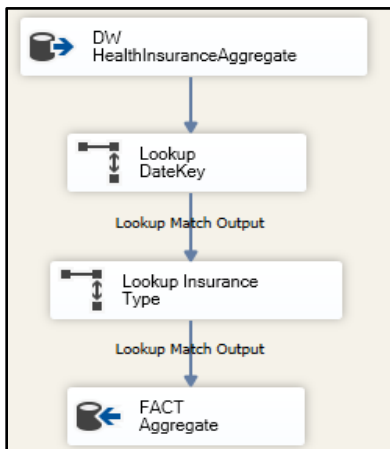 DW
HealthInsuranceAggregate
Lookup
DateKey
Lookup Match Output
Lookup Insurance
Type
Lookup Match Output
FACT
Aggregate